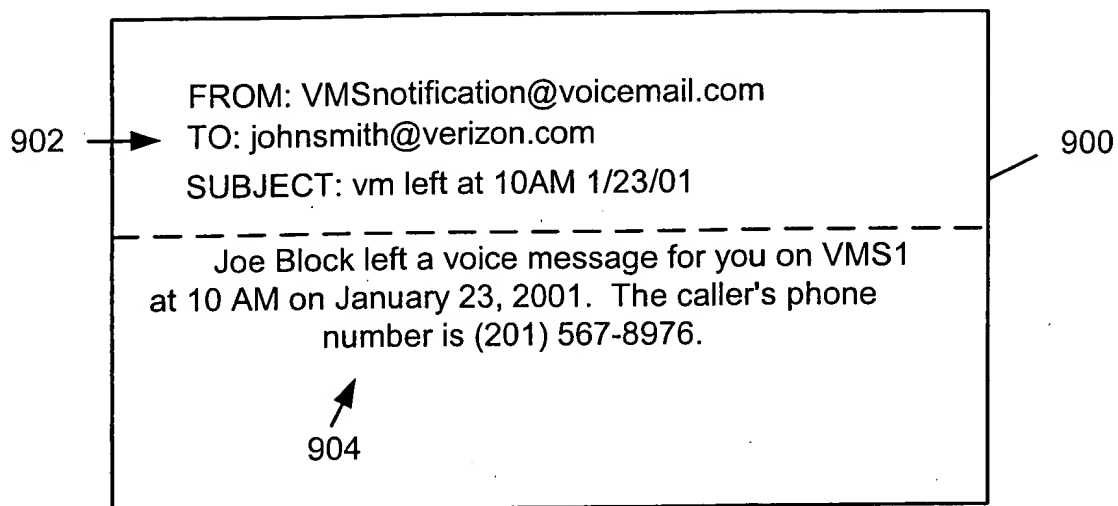 FROM: VMSnotification@voicemail.com
902
TO: johnsmith@verizon.com
900
SUBJECT: vm left at 10AM 1/23/01
Joe Block left a voice message for you on VMS1
at 10 AM on January 23, 2001. The caller's phone
number is (201) 567-8976.
904